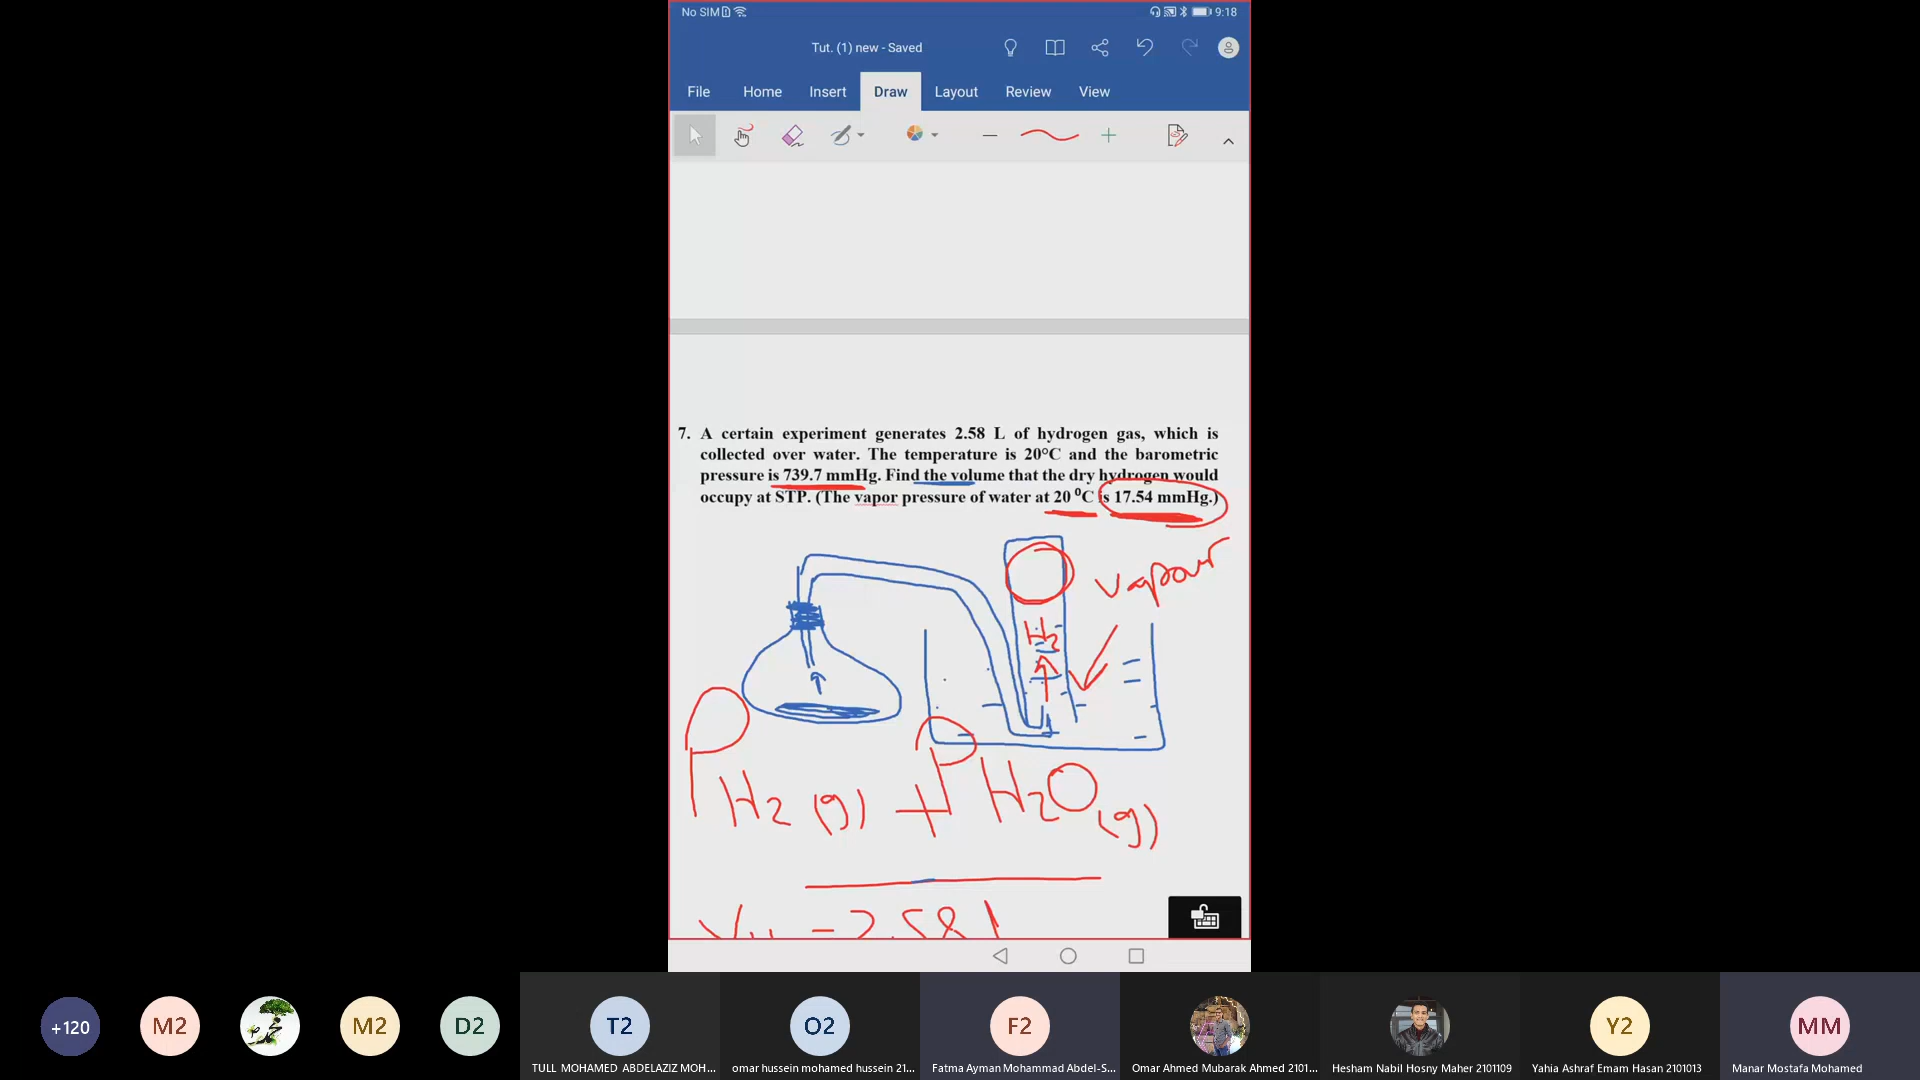 No SIM 9:18
Tut. (1) new - Saved
File Home Insert Draw Layout Review View
7. A certain experiment generates 2.58 L of hydrogen gas, which is
collected over water. The temperature is 20°C and the barometric
pressure is 739.7 mmHg. Find the volume that the dry hydrogen would
occupy at STP. (The vapor pressure of water at 20 ⁰C is 17.54 mmHg.)
vapour
H2
P H2 (g) + P H2O (g)
= 2.58 L
+120 M2 M2 D2 T2 O2 F2 Y2 MM
TULL MOHAMED ABDELAZIZ MOH... omar hussein mohamed hussein 21... Fatma Ayman Mohammad Abdel-S... Omar Ahmed Mubarak Ahmed 2101... Hesham Nabil Hosny Maher 2101109 Yahia Ashraf Emam Hasan 2101013 Manar Mostafa Mohamed